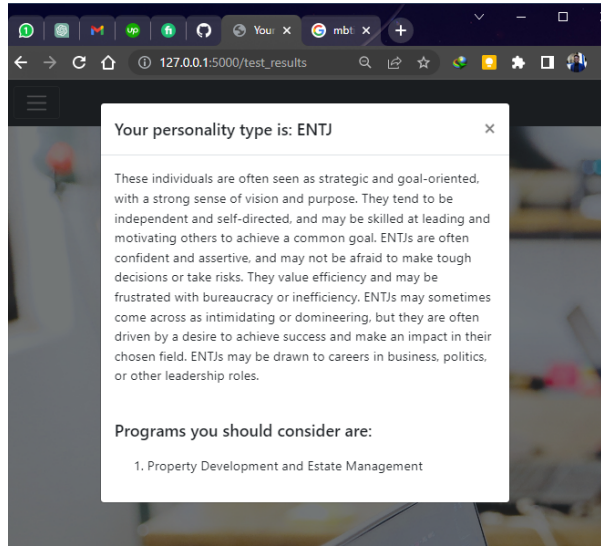 You
mbt
127.0.0.1:5000/test_results
Your personality type is: ENTJ
These individuals are often seen as strategic and goal-oriented,
with a strong sense of vision and purpose. They tend to be
independent and self-directed, and may be skilled at leading and
motivating others to achieve a common goal. ENTJs are often
confident and assertive, and may not be afraid to make tough
decisions or take risks. They value efficiency and may be
frustrated with bureaucracy or inefficiency. ENTJs may sometimes
come across as intimidating or domineering, but they are often
driven by a desire to achieve success and make an impact in their
chosen field. ENTJs may be drawn to careers in business, politics,
or other leadership roles.
Programs you should consider are:
1. Property Development and Estate Management